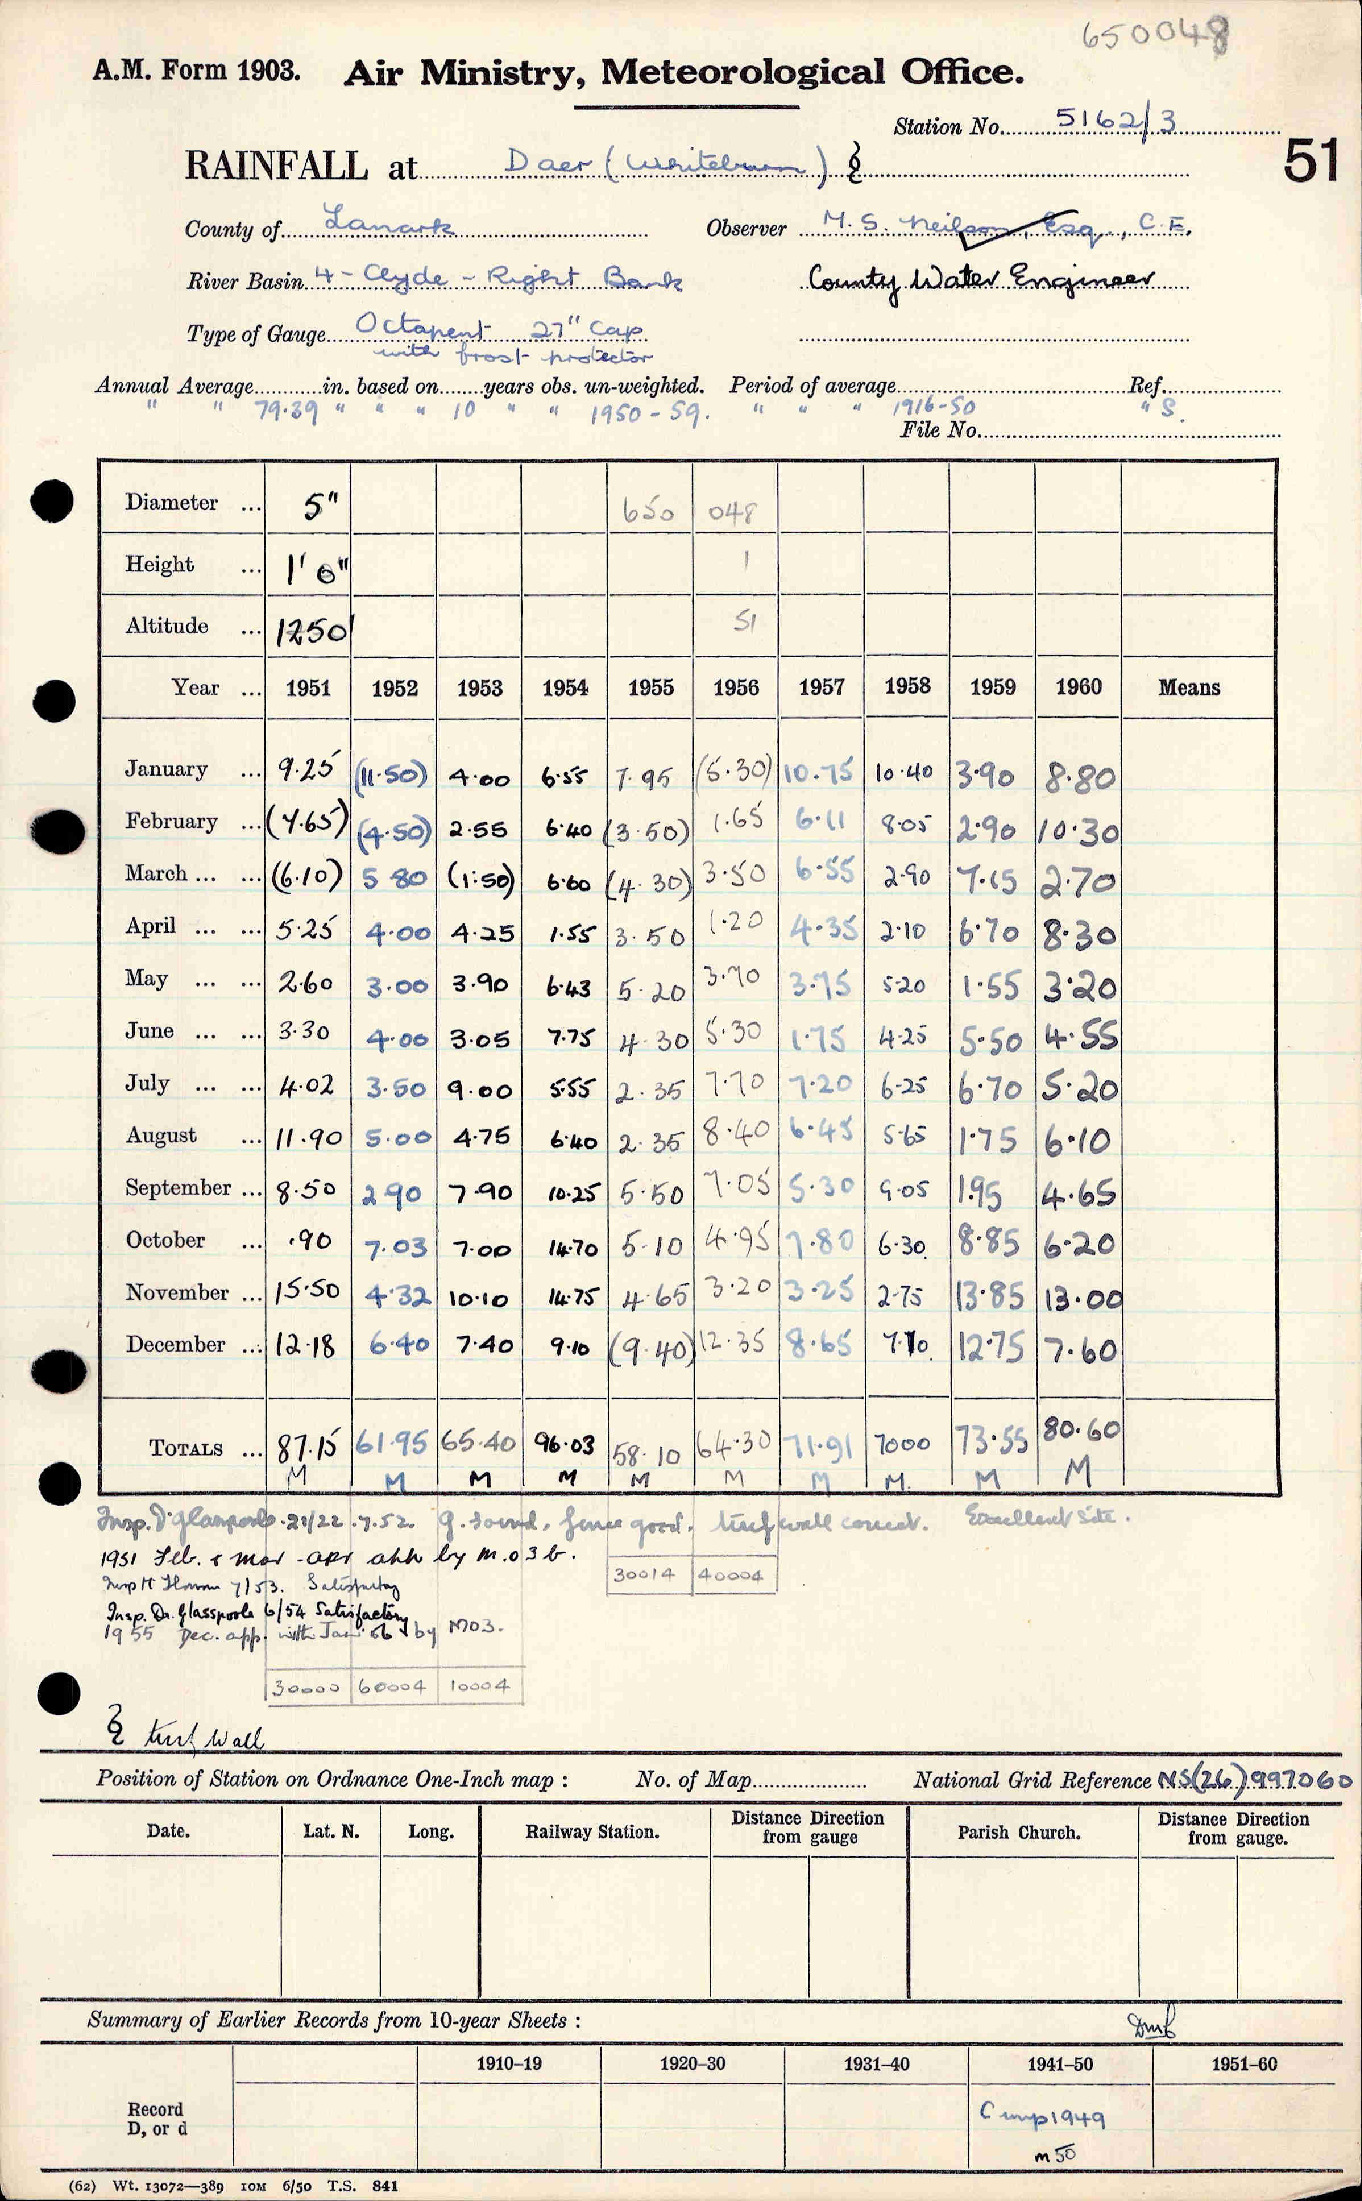 650048
A.M. Form 1903. Air Ministry, Meteorological Office.
Station No. 5162/3
RAINFALL at Daer (Whiteburn) §
51
County of Lanark Observer M. S. Neilson, Esq., C.E.
River Basin 4 - Clyde - Right Bank County Water Engineer
Type of Gauge Octapent 27" Cap
with frost protector
Annual Average in. based on years obs. un-weighted. Period of average Ref.
" " 79.39 " " " 10 " " 1950-59. " " " 1916-50 " S.
File No.
Diameter ... 5" 650 048
Height ... 1' 0" 1
Altitude ... 1250' 51
Year ... 1951 1952 1953 1954 1955 1956 1957 1958 1959 1960 Means
January ... 9.25 (11.50) 4.00 6.55 7.95 (5.30) 10.75 10.40 3.90 8.80
February ... (7.65) (4.50) 2.55 6.40 (3.50) 1.65 6.11 8.05 2.90 10.30
March ... ... (6.10) 5 80 (1.50) 6.60 (4.30) 3.50 6.55 2.90 7.15 2.70
April ... ... 5.25 4.00 4.25 1.55 3.50 1.20 4.35 2.10 6.70 8.30
May ... ... 2.60 3.00 3.90 6.43 5.20 3.70 3.75 5.20 1.55 3.20
June ... ... 3.30 4.00 3.05 7.75 4.30 5.30 1.75 4.25 5.50 4.55
July ... ... 4.02 3.50 9.00 5.55 2.35 7.70 7.20 6.25 6.70 5.20
August ... 11.90 5.00 4.75 6.40 2.35 8.40 6.45 5.65 1.75 6.10
September ... 8.50 2 90 7.90 10.25 5.50 7.05 5.30 9.05 1.95 4.65
October ... .90 7.03 7.00 14.70 5.10 4.95 7.80 6.30 8.85 6.20
November ... 15.50 4.32 10.10 14.75 4.65 3.20 3.25 2.75 13.85 13.00
December ... 12.18 6.40 7.40 9.10 (9.40) 12.35 8.65 7.10 12.75 7.60
TOTALS ... 87.15 61.95 65.40 96.03 58.10 64.30 71.91 7000 73.55 80.60
M M M M M M M M M M
Insp. Dr Glasspoole. 21/22.7.52. G. sound, fence good. turf wall correct. Excellent site.
1951 Feb. & mar - apr by M.O3b.
30014 40004
Insp 7/53. Satisfactory
Insp. Dr. Glasspoole 6/54 Satisfactory
1955 Dec. app. with Jan '56 by MO3.
30000 60004 10004
§ turf wall
Position of Station on Ordnance One-Inch map : No. of Map National Grid Reference NS(26)997060
Date. Lat. N. Long. Railway Station. Distance Direction from gauge Parish Church. Distance Direction from gauge.
Summary of Earlier Records from 10-year Sheets :
1910–19 1920–30 1931–40 1941–50 1951–60
Record
D, or d
Cump 1949
m50
(62) Wt. 13072—389 10M 6/50 T.S. 841